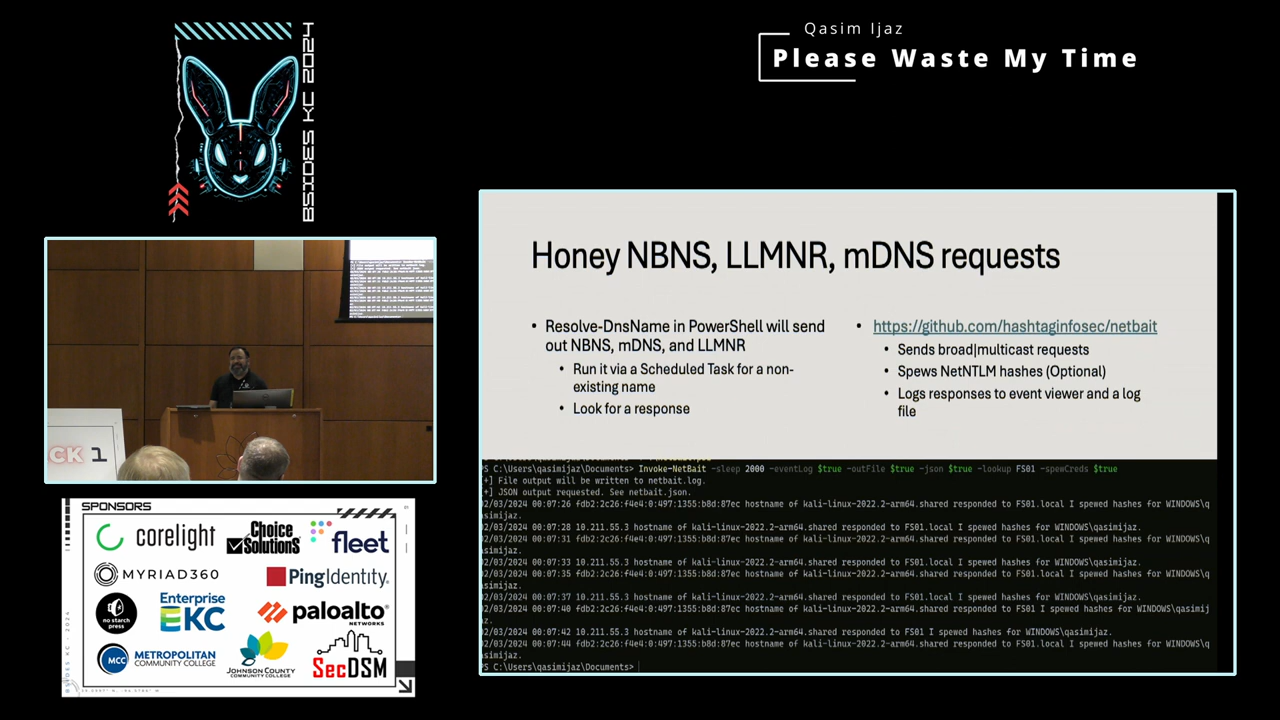 Qasim Ijaz
Please Waste My Time
BSIDES KC 2024
Honey NBNS, LLMNR, mDNS requests
• Resolve-DnsName in PowerShell will send
out NBNS, mDNS, and LLMNR
• Run it via a Scheduled Task for a non-
existing name
• Look for a response
• https://github.com/hashtaginfosec/netbait
• Sends broad|multicast requests
• Spews NetNTLM hashes (Optional)
• Logs responses to event viewer and a log
file
PS C:\Users\qasimijaz\Documents> Invoke-NetBait -sleep 2000 -eventLog $true -outFile $true -json $true -lookup FS01 -spewCreds $true
[+] File output will be written to netbait.log.
[+] JSON output requested. See netbait.json.
02/03/2024 00:07:26 fdb2:2c26:f4e4:0:497:1355:b8d:87ec hostname of kali-linux-2022.2-arm64.shared responded to FS01.local I spewed hashes for WINDOWS\q
asimijaz.
02/03/2024 00:07:28 10.211.55.3 hostname of kali-linux-2022.2-arm64.shared responded to FS01.local I spewed hashes for WINDOWS\qasimijaz.
02/03/2024 00:07:31 fdb2:2c26:f4e4:0:497:1355:b8d:87ec hostname of kali-linux-2022.2-arm64.shared responded to FS01.local I spewed hashes for WINDOWS\q
asimijaz.
02/03/2024 00:07:33 10.211.55.3 hostname of kali-linux-2022.2-arm64.shared responded to FS01.local I spewed hashes for WINDOWS\qasimijaz.
02/03/2024 00:07:35 fdb2:2c26:f4e4:0:497:1355:b8d:87ec hostname of kali-linux-2022.2-arm64.shared responded to FS01.local I spewed hashes for WINDOWS\q
asimijaz.
02/03/2024 00:07:37 10.211.55.3 hostname of kali-linux-2022.2-arm64.shared responded to FS01.local I spewed hashes for WINDOWS\qasimijaz.
02/03/2024 00:07:40 fdb2:2c26:f4e4:0:497:1355:b8d:87ec hostname of kali-linux-2022.2-arm64.shared responded to FS01 I spewed hashes for WINDOWS\qasimij
az.
02/03/2024 00:07:42 10.211.55.3 hostname of kali-linux-2022.2-arm64.shared responded to FS01 I spewed hashes for WINDOWS\qasimijaz.
02/03/2024 00:07:44 fdb2:2c26:f4e4:0:497:1355:b8d:87ec hostname of kali-linux-2022.2-arm64.shared responded to FS01.local I spewed hashes for WINDOWS\q
asimijaz.
PS C:\Users\qasimijaz\Documents>
CK 1
SPONSORS
corelight
Choice
Solutions
fleet
MYRIAD360
PingIdentity.
no starch
press
Enterprise
KC
paloalto
NETWORKS
MCC
METROPOLITAN
COMMUNITY COLLEGE
JOHNSON COUNTY
COMMUNITY COLLEGE
SecDSM
BSIDES KC - 2024